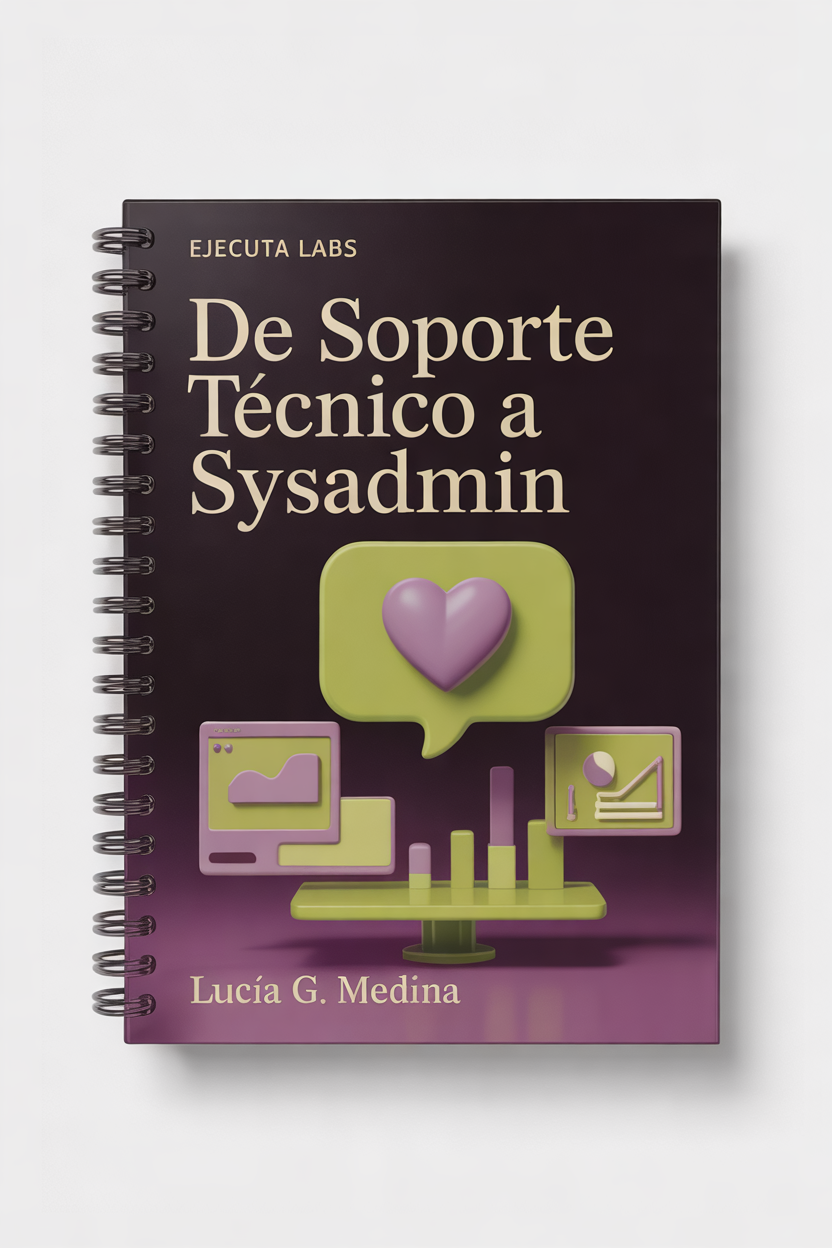 EJECUTA LABS
De Soporte
Técnico a
Sysadmin
Lucía G. Medina